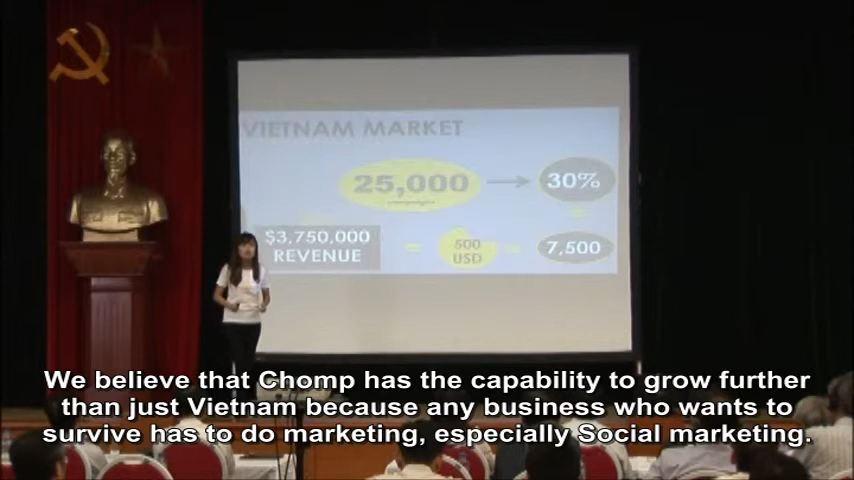 VIETNAM MARKET
25,000
30%
$3,750,000
REVENUE
500
USD
7,500
We believe that Chomp has the capability to grow further
than just Vietnam because any business who wants to
survive has to do marketing, especially Social marketing.